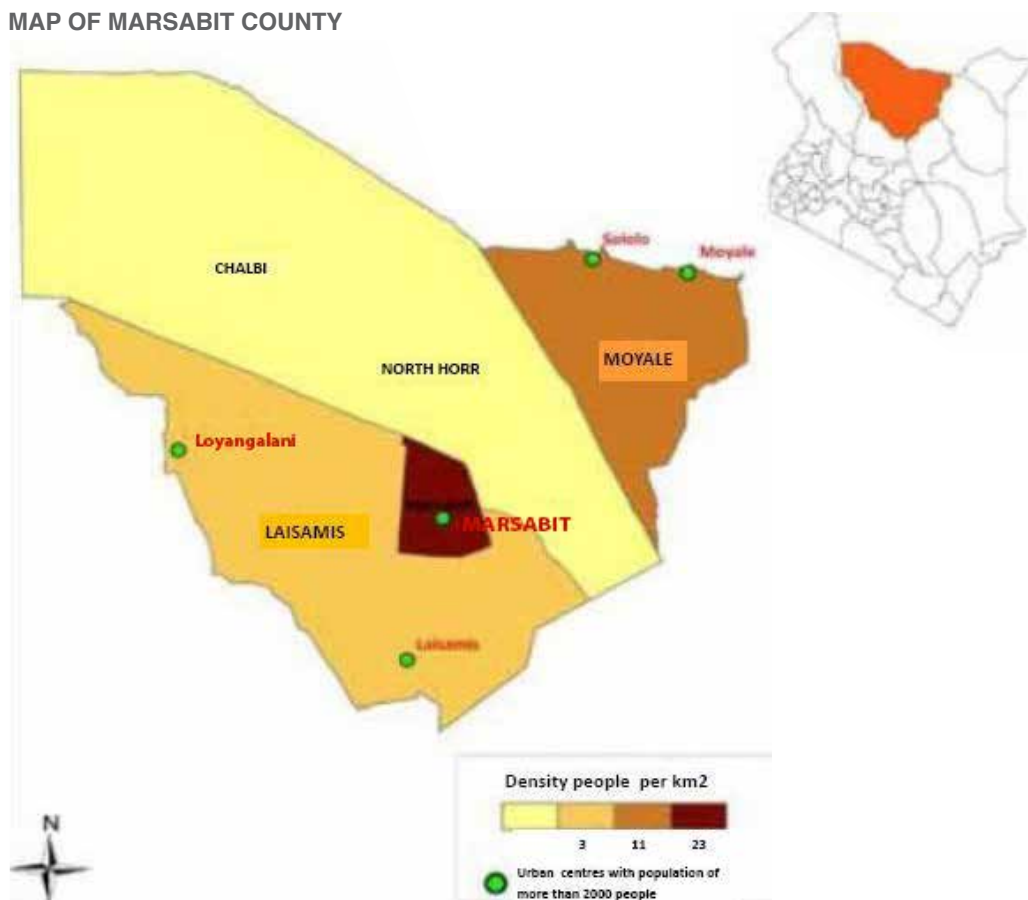 MAP OF MARSABIT COUNTY
Sololo
Moyale
CHALBI
MOYALE
NORTH HORR
Loyangalani
MARSABIT
LAISAMIS
Laisamis
Density people per km2
3 11 23
N
Urban centres with population of
more than 2000 people